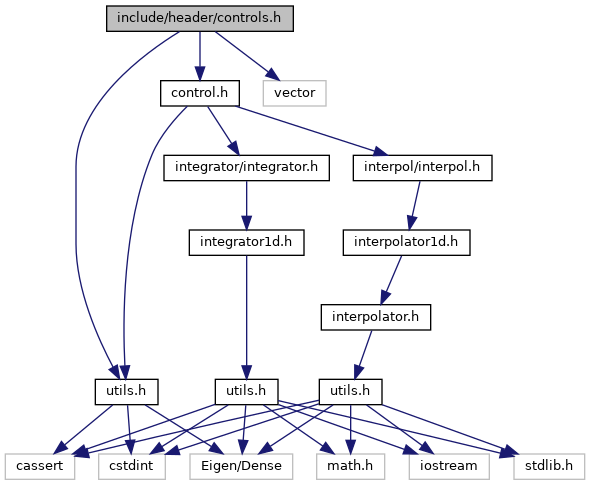 include/header/controls.h
control.h
vector
integrator/integrator.h
interpol/interpol.h
integrator1d.h
interpolator1d.h
interpolator.h
utils.h
utils.h
utils.h
cassert
cstdint
Eigen/Dense
math.h
iostream
stdlib.h